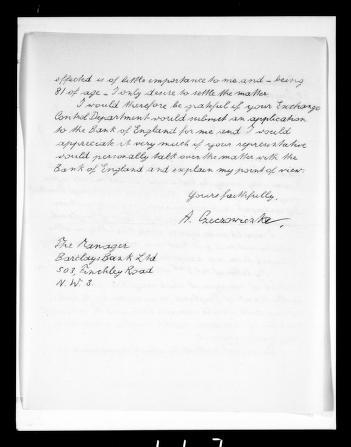 effected is of little importance to me and - being
81 of age - I only desire to settle the matter.
I would therefore be grateful if your Exchange
Control Department would submit an application
to the Bank of England for me and I would
appreciate it very much if your representative
would personally talk over the matter with the
Bank of England and explain my point of view.
Yours faithfully,
A.
The Manager
Barclays Bank Ltd
503, Finchley Road
N. W. 3.